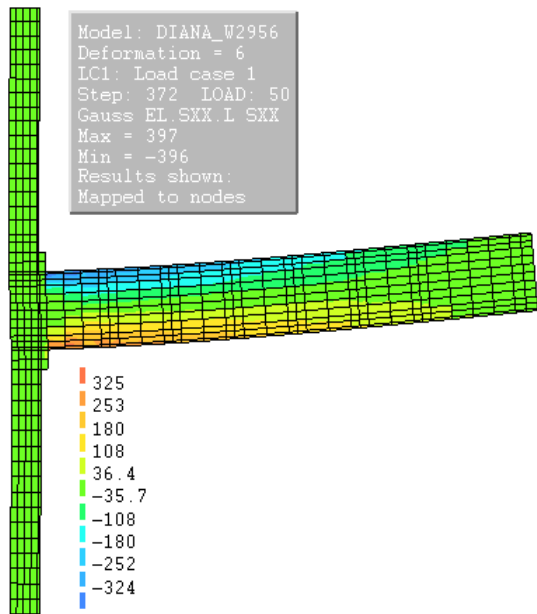 Model: DIANA_W2956
Deformation = 6
LC1: Load case 1
Step: 372 LOAD: 50
Gauss EL.SXX.L SXX
Max = 397
Min = -396
Results shown:
Mapped to nodes
325
253
180
108
36.4
-35.7
-108
-180
-252
-324